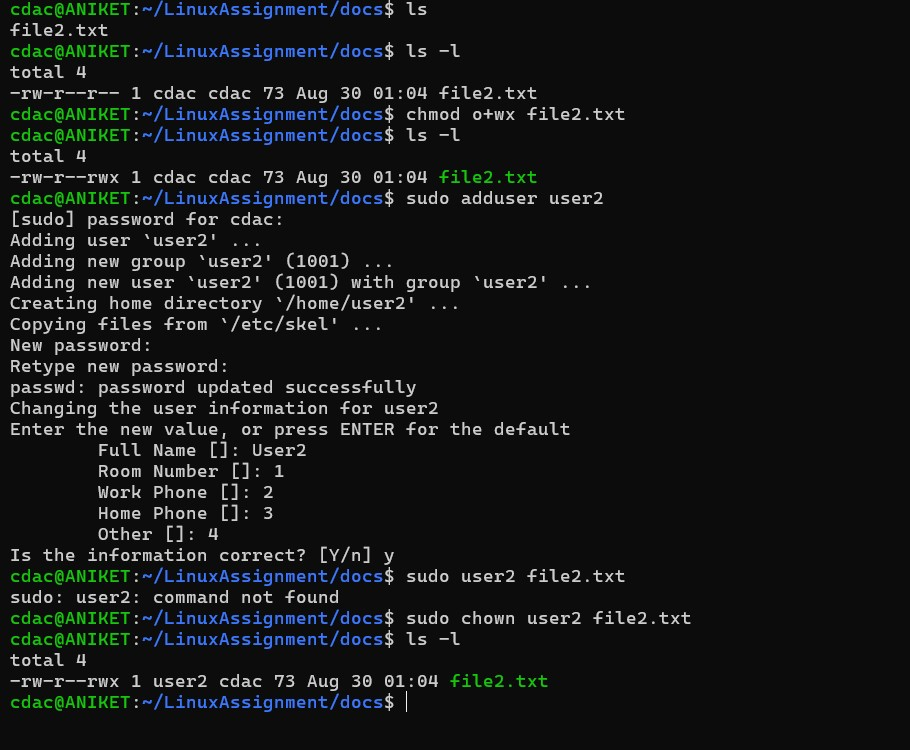 cdac@ANIKET:~/LinuxAssignment/docs$ ls
file2.txt
cdac@ANIKET:~/LinuxAssignment/docs$ ls -l
total 4
-rw-r--r-- 1 cdac cdac 73 Aug 30 01:04 file2.txt
cdac@ANIKET:~/LinuxAssignment/docs$ chmod o+wx file2.txt
cdac@ANIKET:~/LinuxAssignment/docs$ ls -l
total 4
-rw-r--rwx 1 cdac cdac 73 Aug 30 01:04 file2.txt
cdac@ANIKET:~/LinuxAssignment/docs$ sudo adduser user2
[sudo] password for cdac:
Adding user `user2' ...
Adding new group `user2' (1001) ...
Adding new user `user2' (1001) with group `user2' ...
Creating home directory `/home/user2' ...
Copying files from `/etc/skel' ...
New password:
Retype new password:
passwd: password updated successfully
Changing the user information for user2
Enter the new value, or press ENTER for the default
        Full Name []: User2
        Room Number []: 1
        Work Phone []: 2
        Home Phone []: 3
        Other []: 4
Is the information correct? [Y/n] y
cdac@ANIKET:~/LinuxAssignment/docs$ sudo user2 file2.txt
sudo: user2: command not found
cdac@ANIKET:~/LinuxAssignment/docs$ sudo chown user2 file2.txt
cdac@ANIKET:~/LinuxAssignment/docs$ ls -l
total 4
-rw-r--rwx 1 user2 cdac 73 Aug 30 01:04 file2.txt
cdac@ANIKET:~/LinuxAssignment/docs$